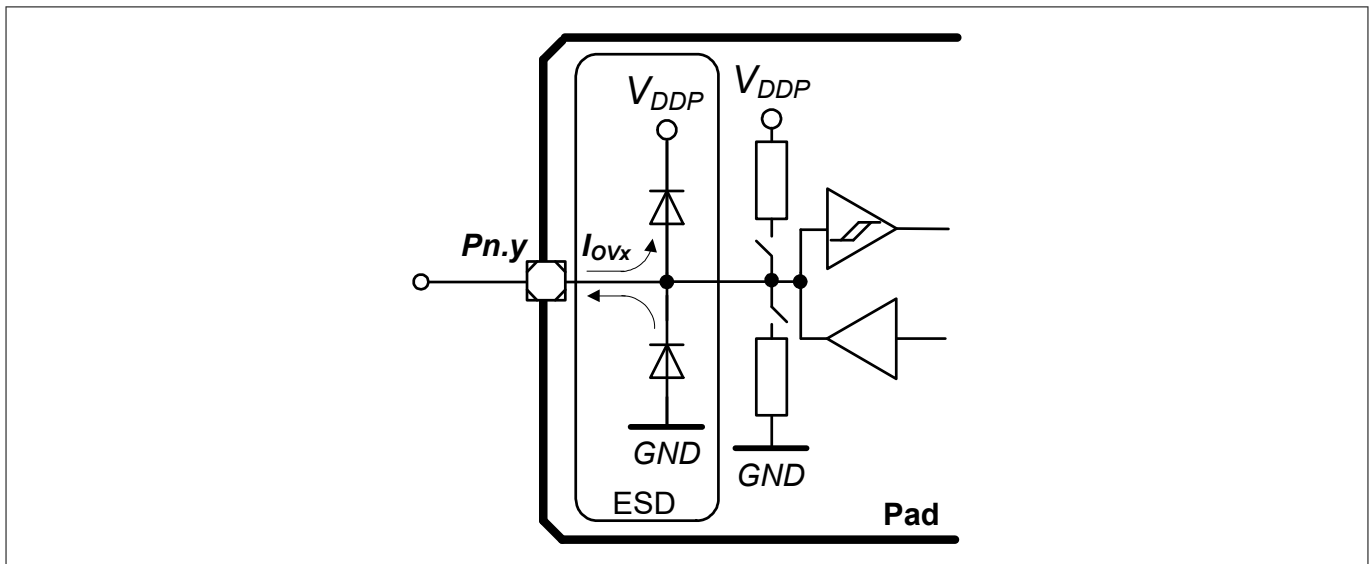 V_DDP V_DDP
Pn.y I_OVx
GND
GND
ESD
Pad